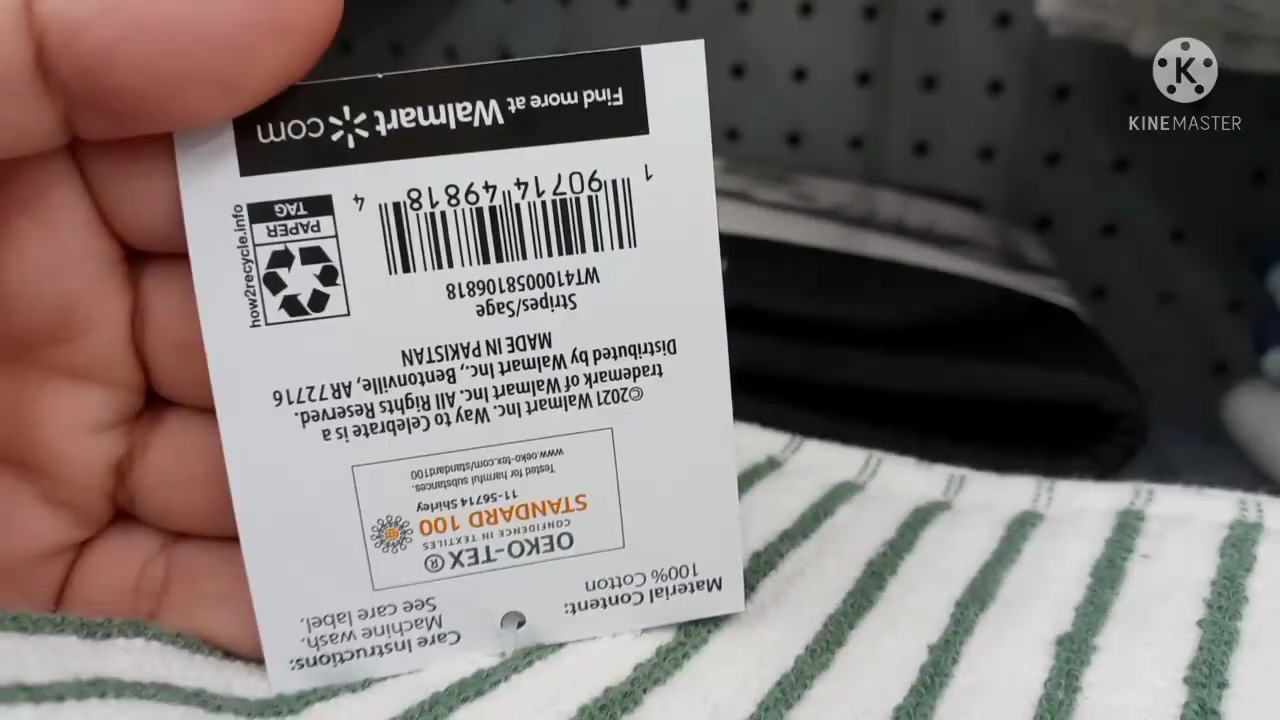 Material Content:
100% Cotton
Care Instructions:
Machine wash.
See care label.
OEKO-TEX®
CONFIDENCE IN TEXTILES
STANDARD 100
11-56714 Shirley
Tested for harmful substances.
www.oeko-tex.com/standard100
©2021 Walmart Inc. Way to Celebrate is a
trademark of Walmart Inc. All Rights Reserved.
Distributed by Walmart Inc., Bentonville, AR 72716
MADE IN PAKISTAN
Stripes/Sage
WT4100058106818
1 90714 49818 4
how2recycle.info
PAPER
TAG
Find more at Walmart.com
K
KINEMASTER